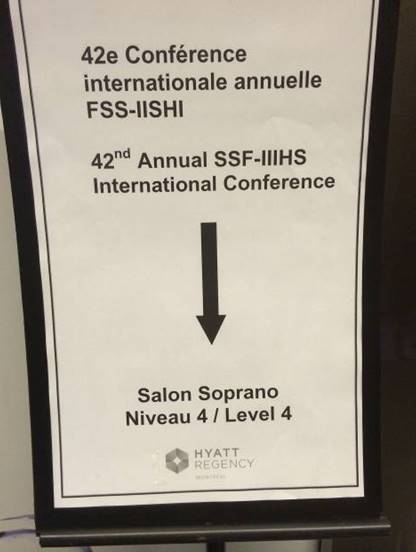 42e Conférence
internationale annuelle
FSS-IISHI
42nd Annual SSF-IIIHS
International Conference
Salon Soprano
Niveau 4 / Level 4
HYATT
REGENCY
MONTRÉAL